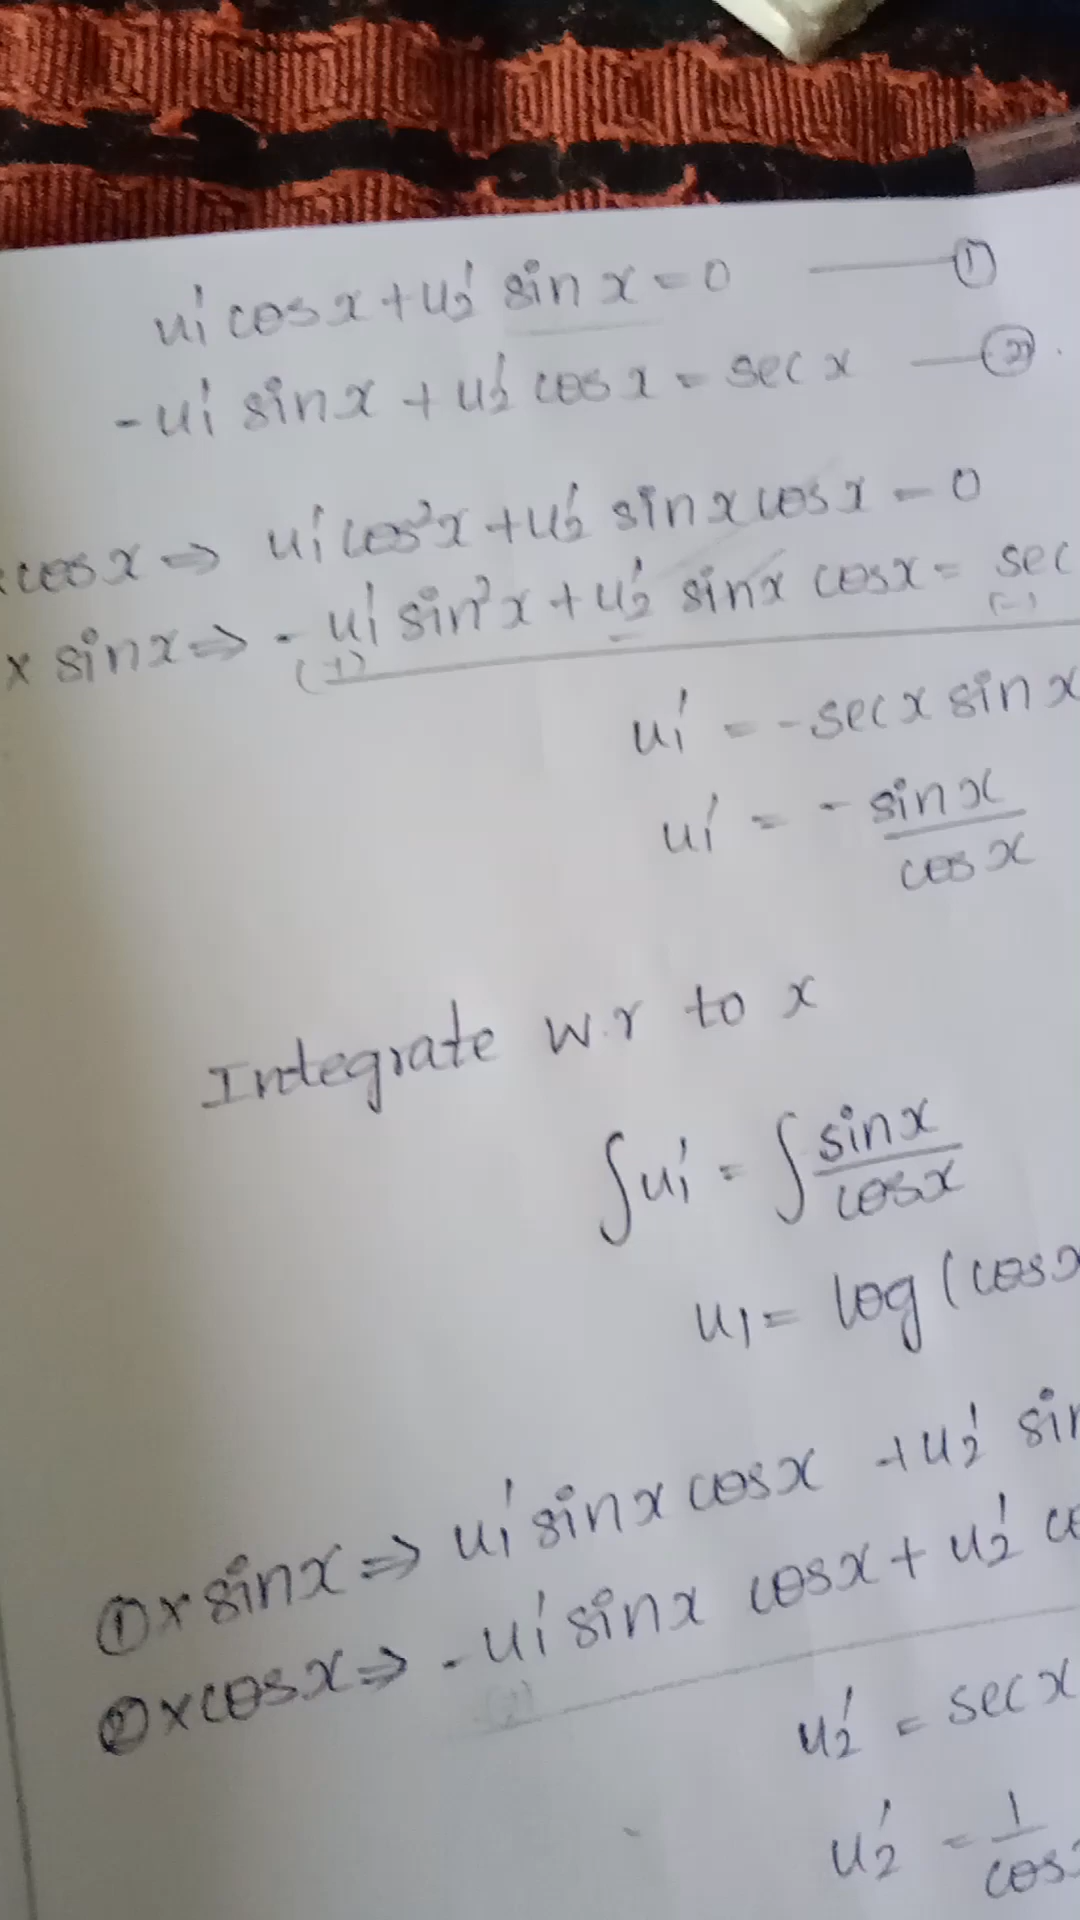 u₁' cos x + u₂' sin x = 0 —— ①
- u₁' sin x + u₂' cos x = sec x —— ②
cos x ⇒ u₁' cos²x + u₂' sin x cos x = 0
x sin x ⇒ - u₁' sin²x + u₂' sin x cos x = sec
(+) - (-)
u₁' = - sec x sin x
u₁' = - sin x / cos x
Integrate w.r to x
∫ u₁' = ∫ sin x / cos x
u₁ = log (cos x
① x sin x ⇒ u₁' sin x cos x + u₂' sin
② x cos x ⇒ - u₁' sin x cos x + u₂' co
u₂' = sec x
u₂' = 1 / cos